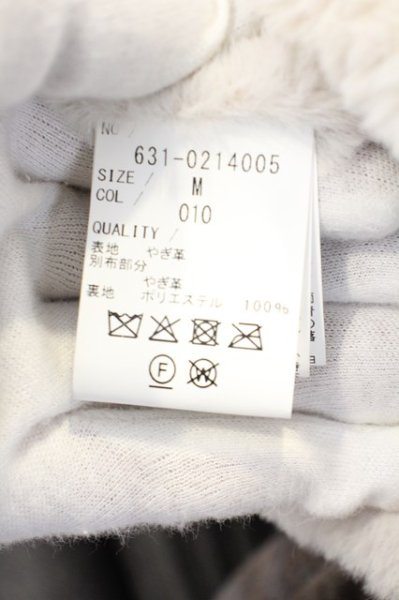 NO /
631-0214005
SIZE / M
COL / 010
QUALITY /
表地 やぎ革
別布部分
やぎ革
裏地 ポリエステル 100%
F
W